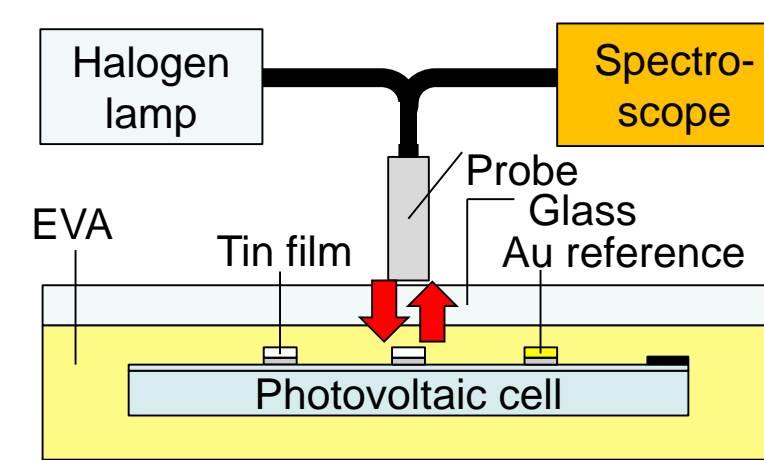 Halogen
lamp
Spectro-
scope
Probe
Glass
EVA
Tin film
Au reference
Photovoltaic cell